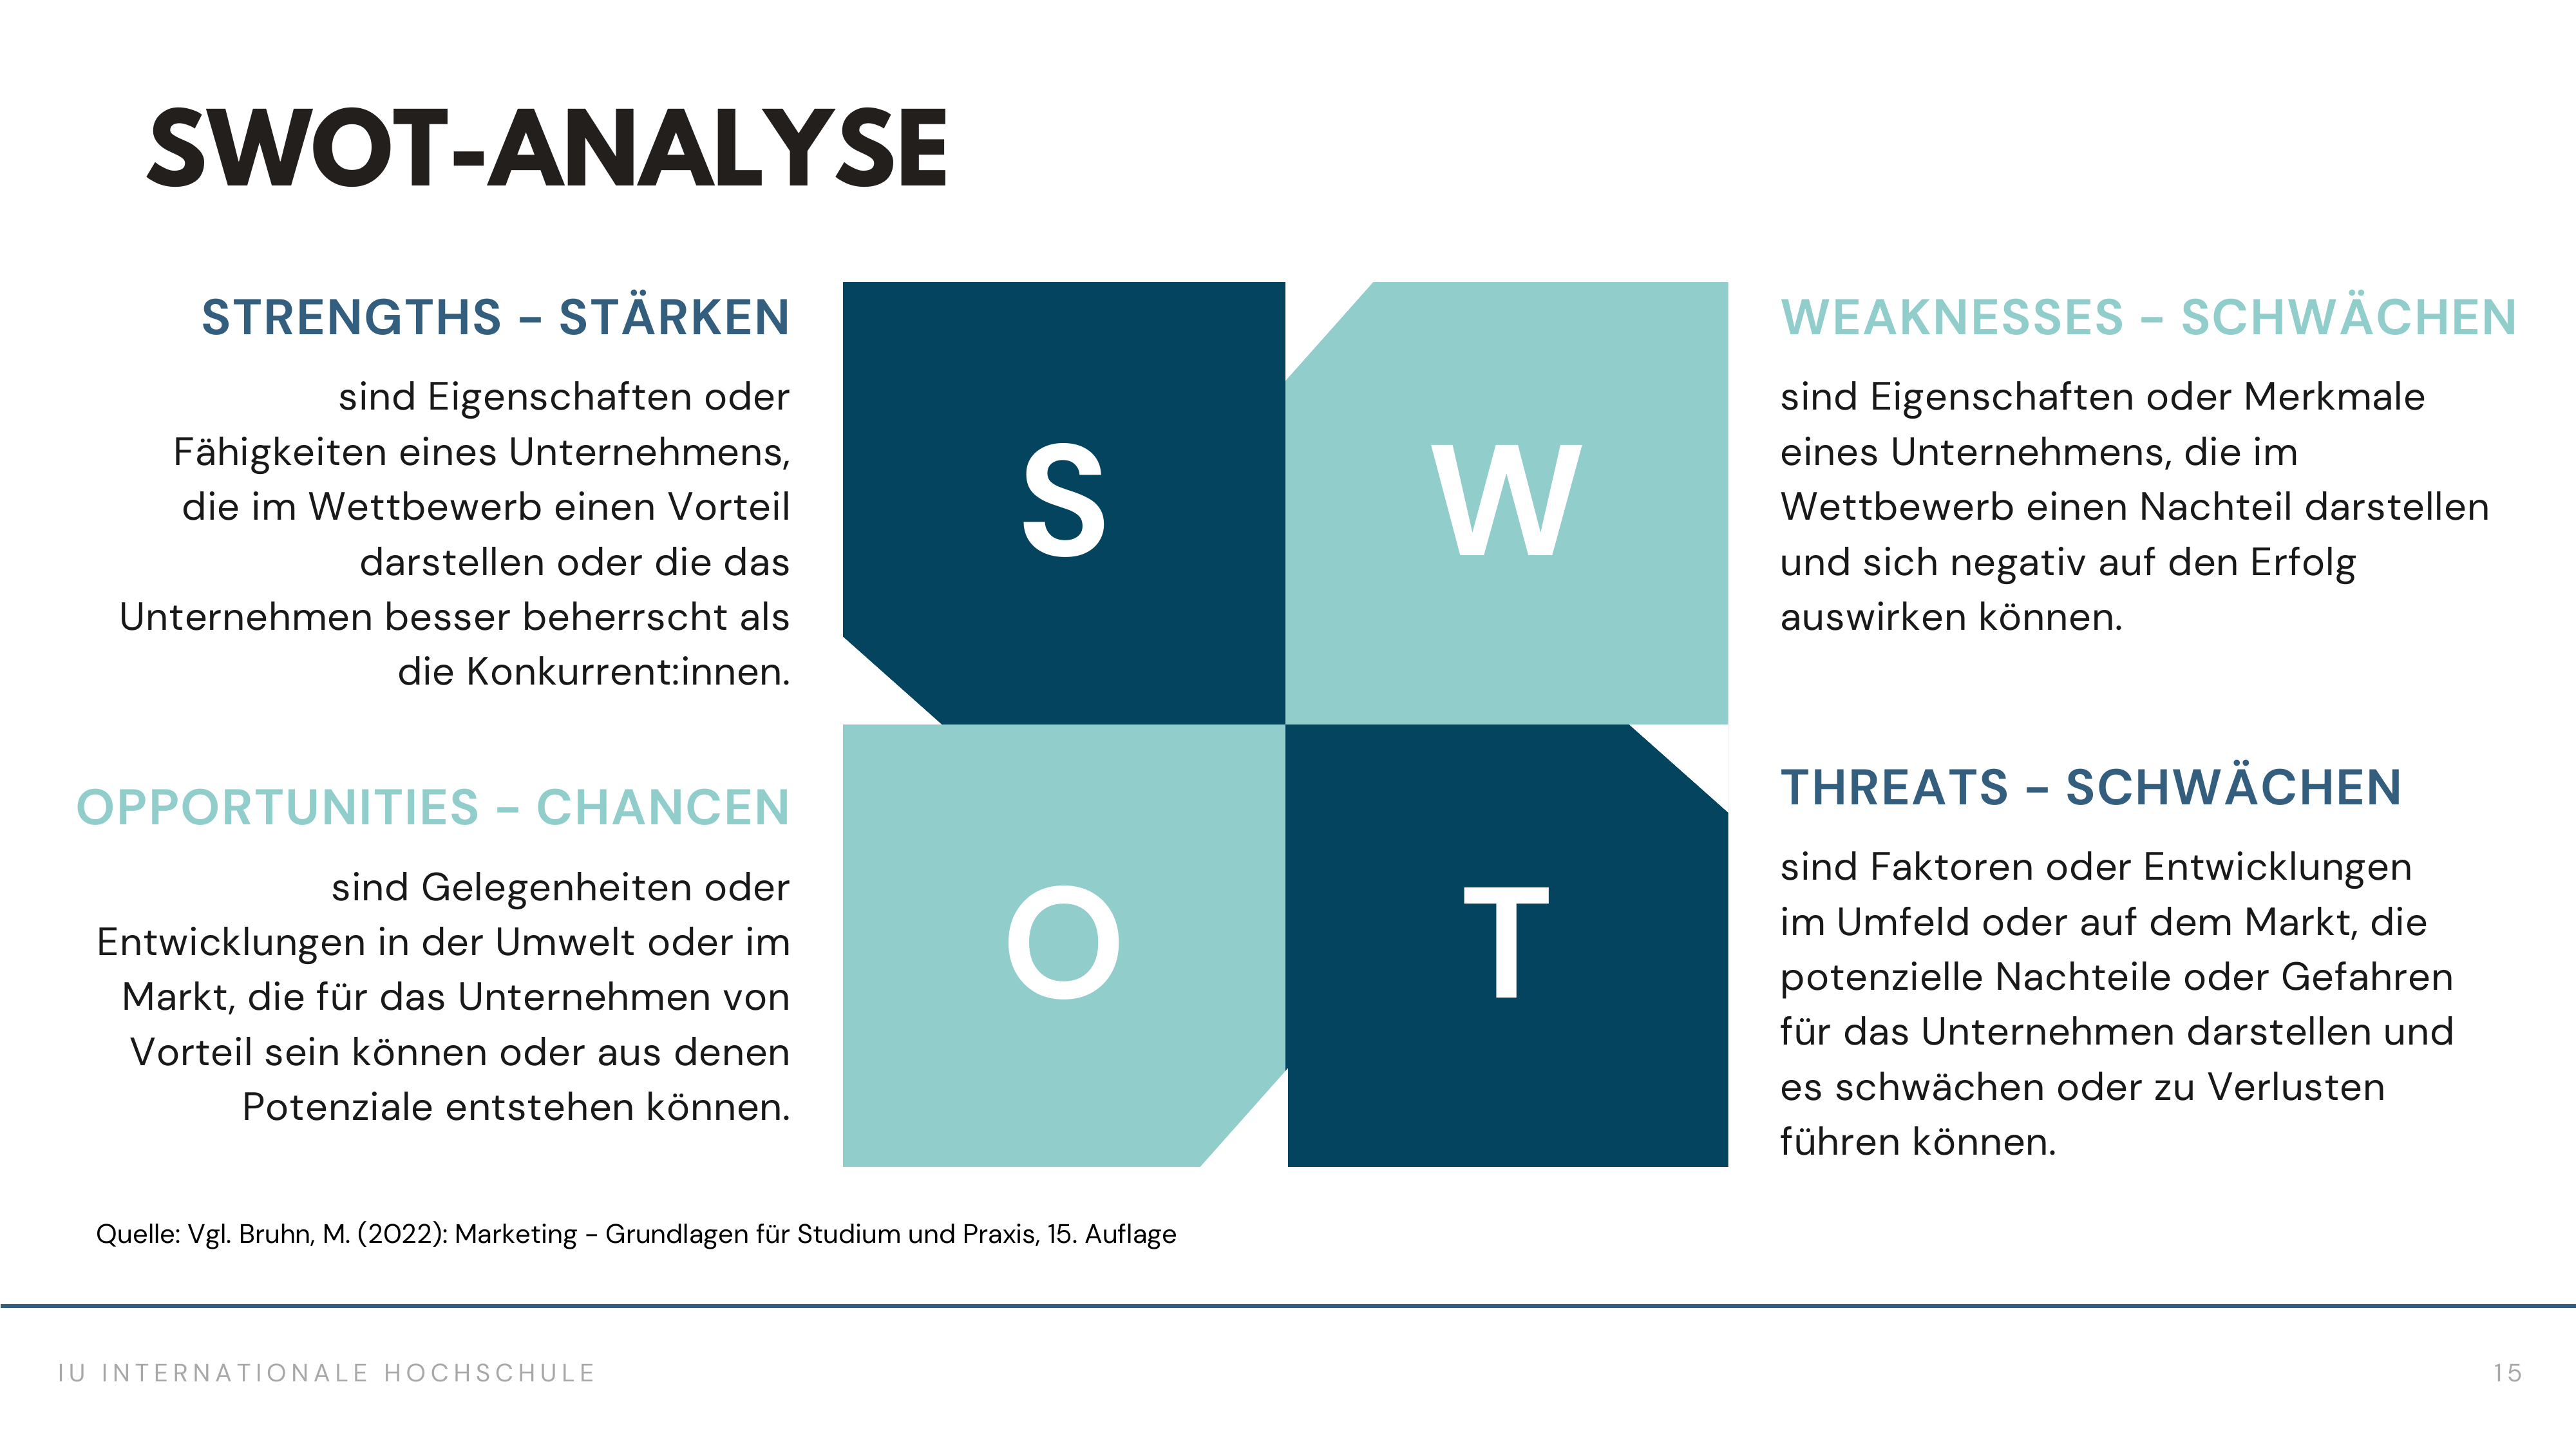 SWOT-ANALYSE
STRENGTHS – STÄRKEN
sind Eigenschaften oder
Fähigkeiten eines Unternehmens,
die im Wettbewerb einen Vorteil
darstellen oder die das
Unternehmen besser beherrscht als
die Konkurrent:innen.
S
W
WEAKNESSES – SCHWÄCHEN
sind Eigenschaften oder Merkmale
eines Unternehmens, die im
Wettbewerb einen Nachteil darstellen
und sich negativ auf den Erfolg
auswirken können.
OPPORTUNITIES – CHANCEN
sind Gelegenheiten oder
Entwicklungen in der Umwelt oder im
Markt, die für das Unternehmen von
Vorteil sein können oder aus denen
Potenziale entstehen können.
O
T
THREATS – SCHWÄCHEN
sind Faktoren oder Entwicklungen
im Umfeld oder auf dem Markt, die
potenzielle Nachteile oder Gefahren
für das Unternehmen darstellen und
es schwächen oder zu Verlusten
führen können.
Quelle: Vgl. Bruhn, M. (2022): Marketing – Grundlagen für Studium und Praxis, 15. Auflage
IU INTERNATIONALE HOCHSCHULE
15